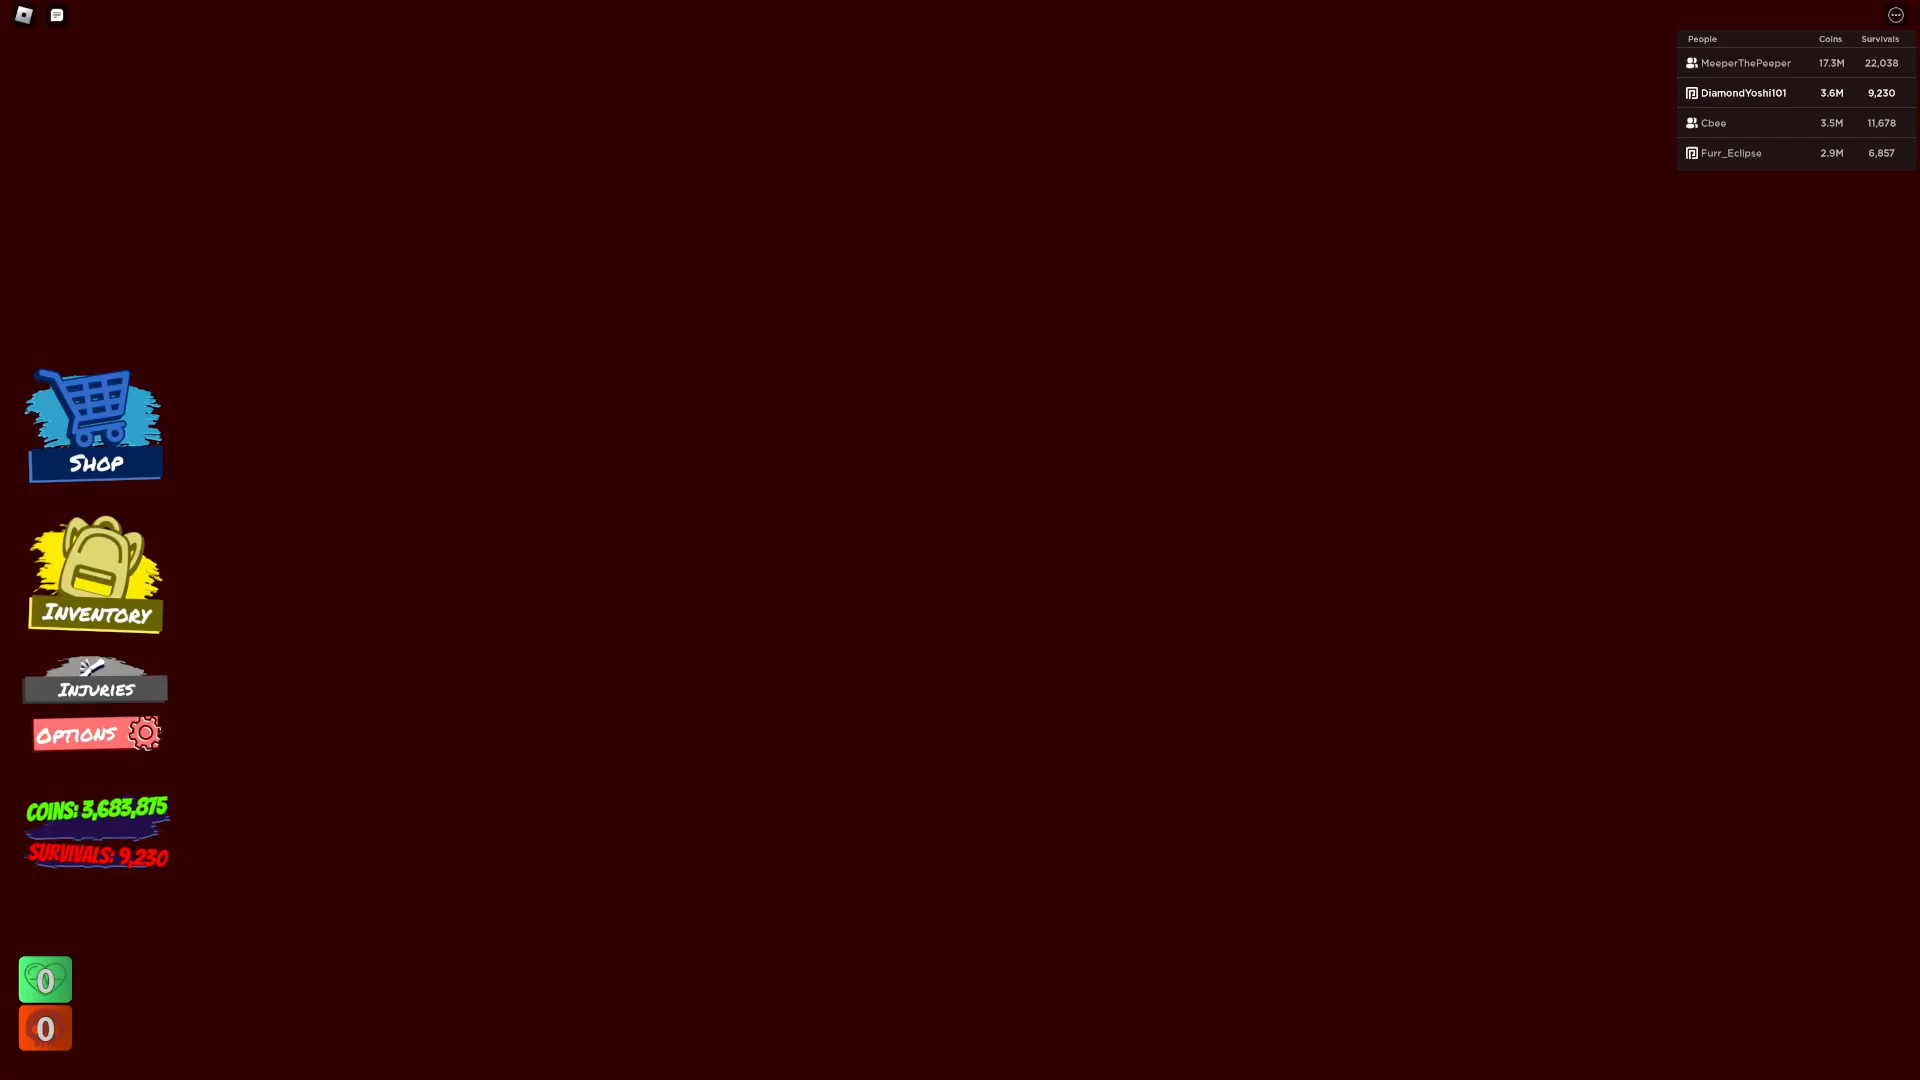 People Coins Survivals
MeeperThePeeper 17.3M 22,038
DiamondYoshi101 3.6M 9,230
Cbee 3.5M 11,678
Furr_Eclipse 2.9M 6,857
Shop
Inventory
Injuries
Options
COINS: 3,683,875
SURVIVALS: 9,230
0
0